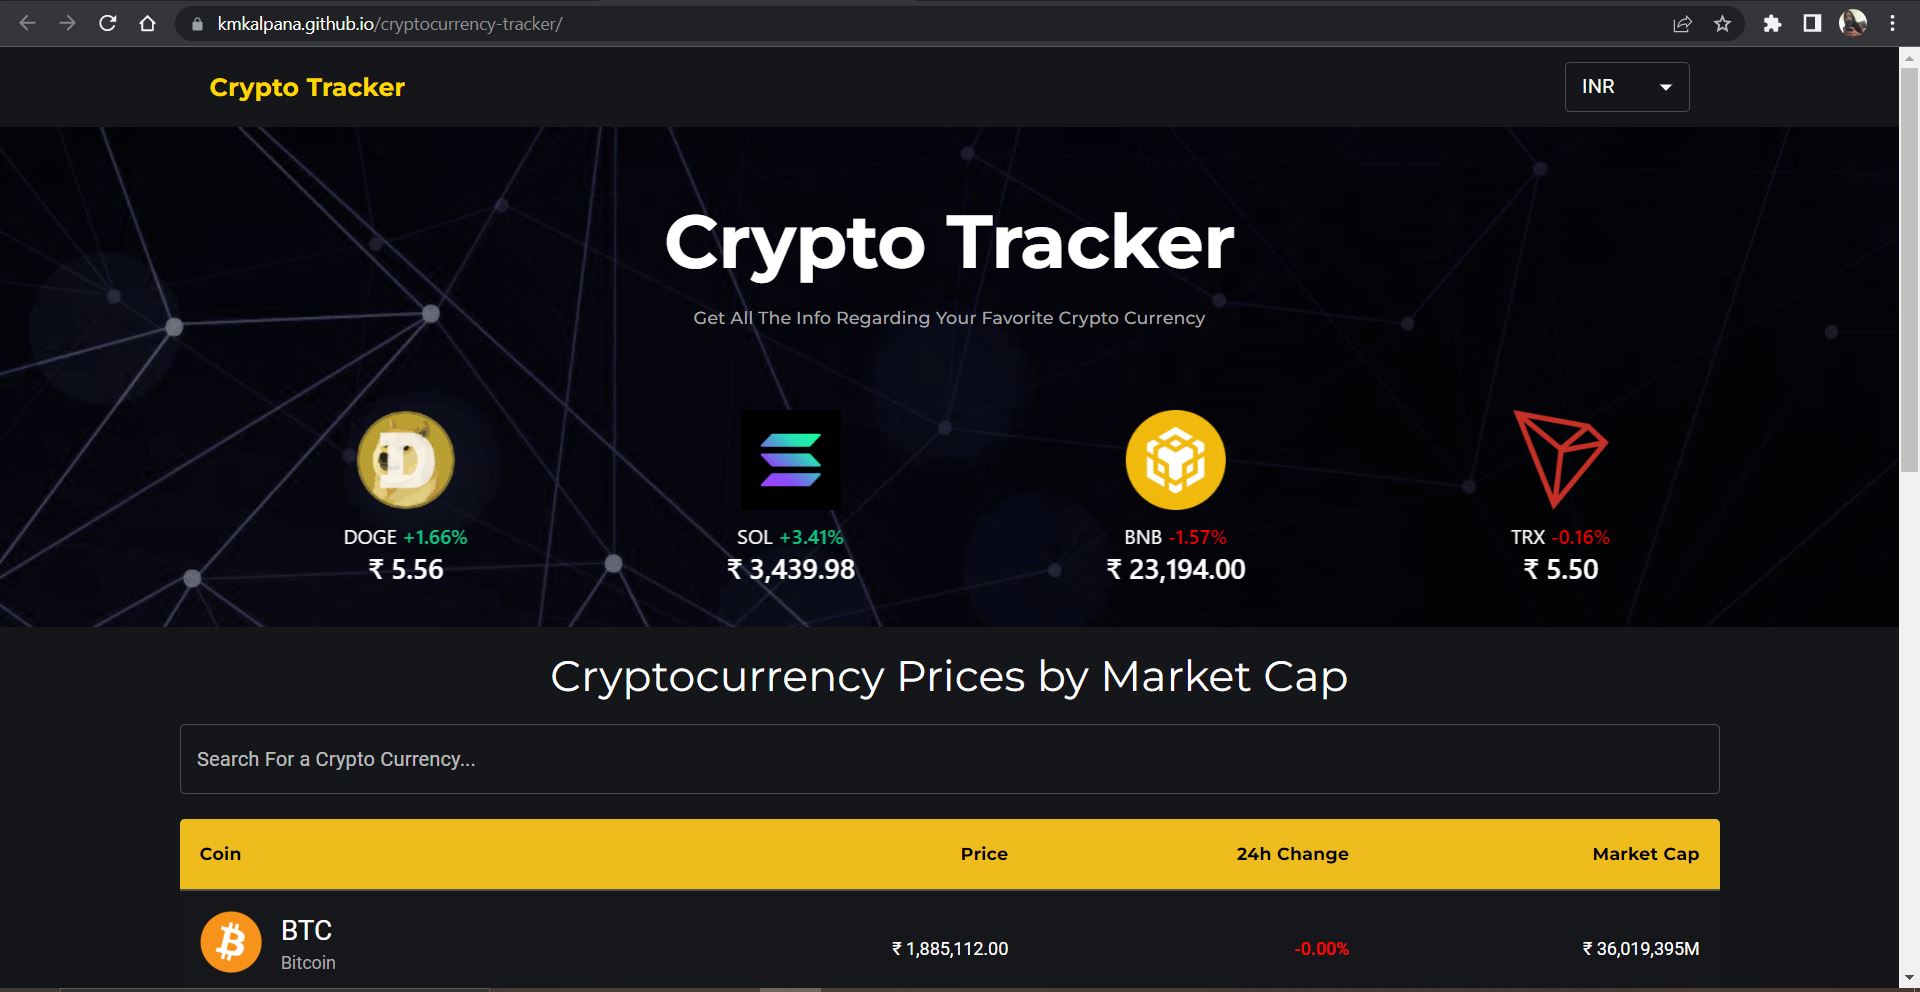 kmkalpana.github.io/cryptocurrency-tracker/
Crypto Tracker
INR
Crypto Tracker
Get All The Info Regarding Your Favorite Crypto Currency
DOGE +1.66%
₹ 5.56
SOL +3.41%
₹ 3,439.98
BNB -1.57%
₹ 23,194.00
TRX -0.16%
₹ 5.50
Cryptocurrency Prices by Market Cap
Search For a Crypto Currency...
Coin Price 24h Change Market Cap
BTC
Bitcoin
₹ 1,885,112.00 -0.00% ₹ 36,019,395M